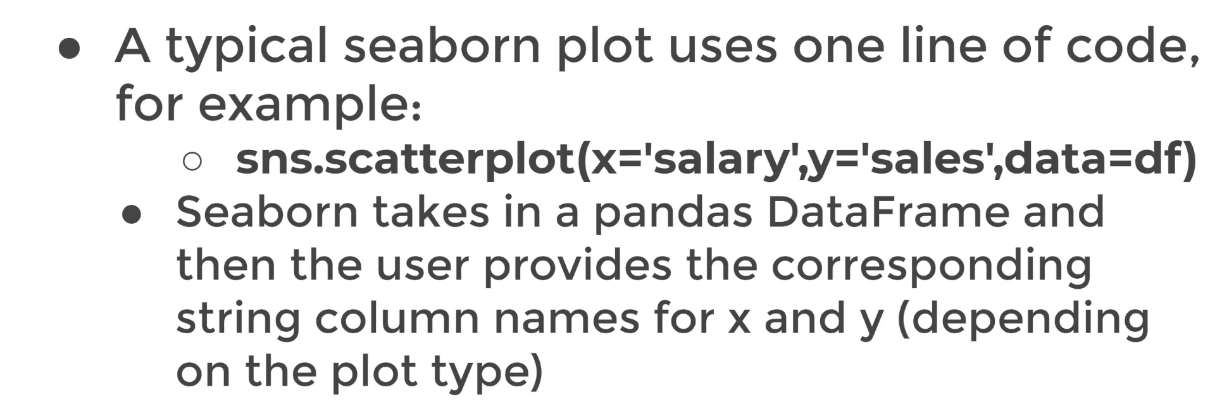 ● A typical seaborn plot uses one line of code,
for example:
○ sns.scatterplot(x='salary',y='sales',data=df)
● Seaborn takes in a pandas DataFrame and
then the user provides the corresponding
string column names for x and y (depending
on the plot type)